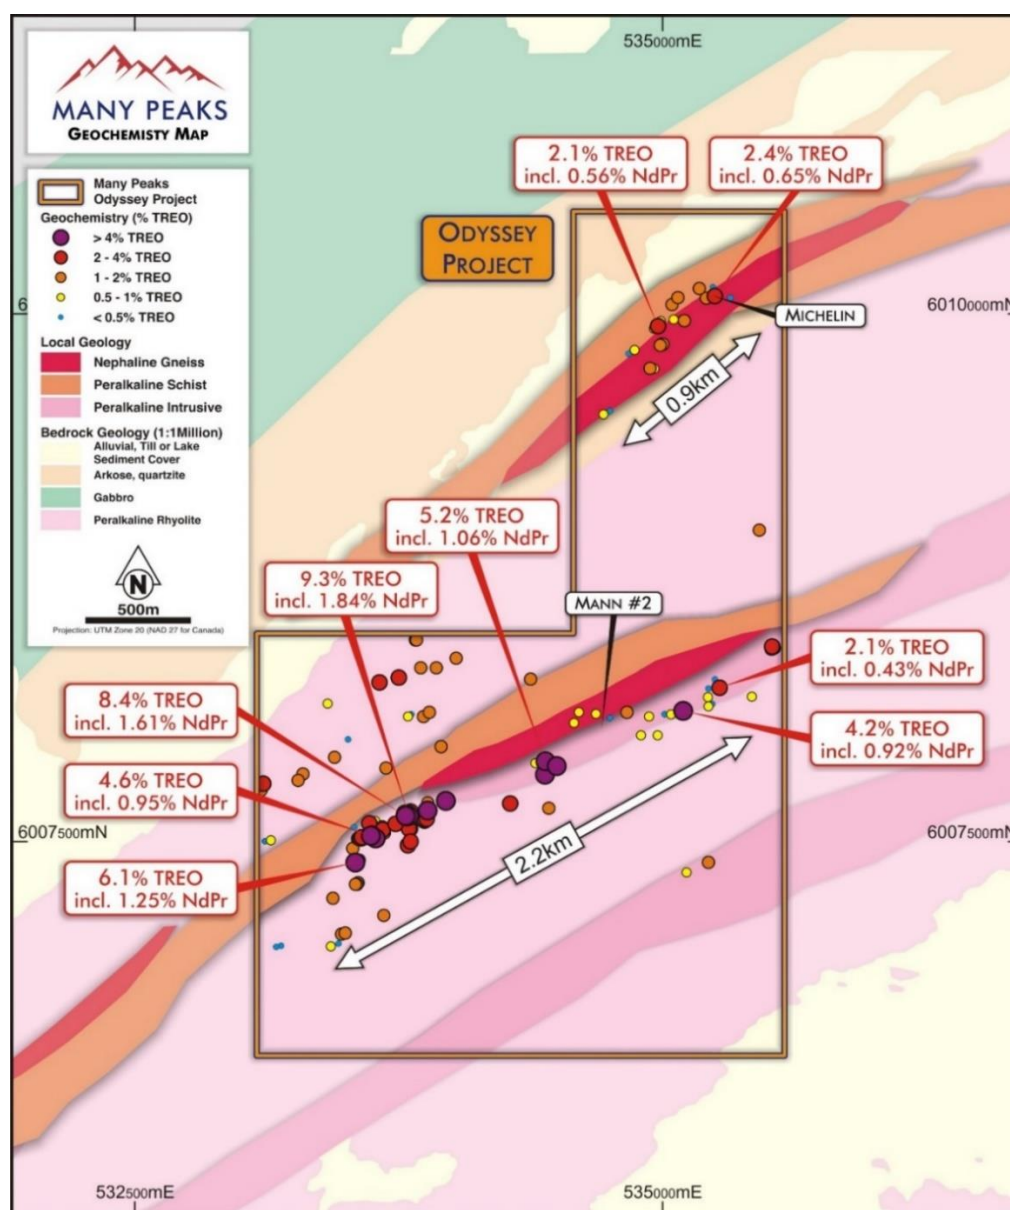 535000mE
MANY PEAKS
GEOCHEMISTY MAP
Many Peaks
Odyssey Project
Geochemistry (% TREO)
> 4% TREO
2 - 4% TREO
1 - 2% TREO
0.5 - 1% TREO
< 0.5% TREO
Local Geology
Nephaline Gneiss
Peralkaline Schist
Peralkaline Intrusive
Bedrock Geology (1:1Million)
Alluvial, Till or Lake
Sediment Cover
Arkose, quartzite
Gabbro
Peralkaline Rhyolite
N
500m
Projection: UTM Zone 20 (NAD 27 for Canada)
2.1% TREO
incl. 0.56% NdPr
2.4% TREO
incl. 0.65% NdPr
ODYSSEY
PROJECT
6
6010000mN
MICHELIN
0.9km
5.2% TREO
incl. 1.06% NdPr
9.3% TREO
incl. 1.84% NdPr
MANN #2
2.1% TREO
incl. 0.43% NdPr
8.4% TREO
incl. 1.61% NdPr
4.2% TREO
incl. 0.92% NdPr
4.6% TREO
incl. 0.95% NdPr
6007500mN
6007500mN
2.2km
6.1% TREO
incl. 1.25% NdPr
532500mE
535000mE